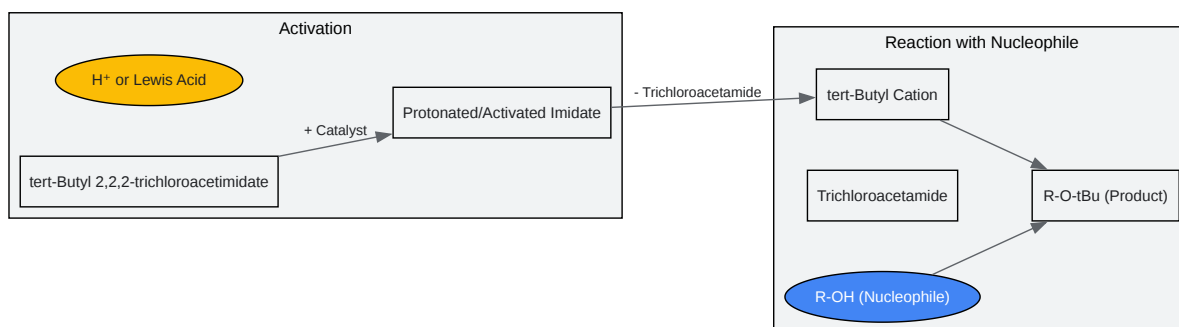 Activation
H⁺ or Lewis Acid
Protonated/Activated Imidate
+ Catalyst
tert-Butyl 2,2,2-trichloroacetimidate
- Trichloroacetamide
Reaction with Nucleophile
tert-Butyl Cation
Trichloroacetamide
R-O-tBu (Product)
R-OH (Nucleophile)